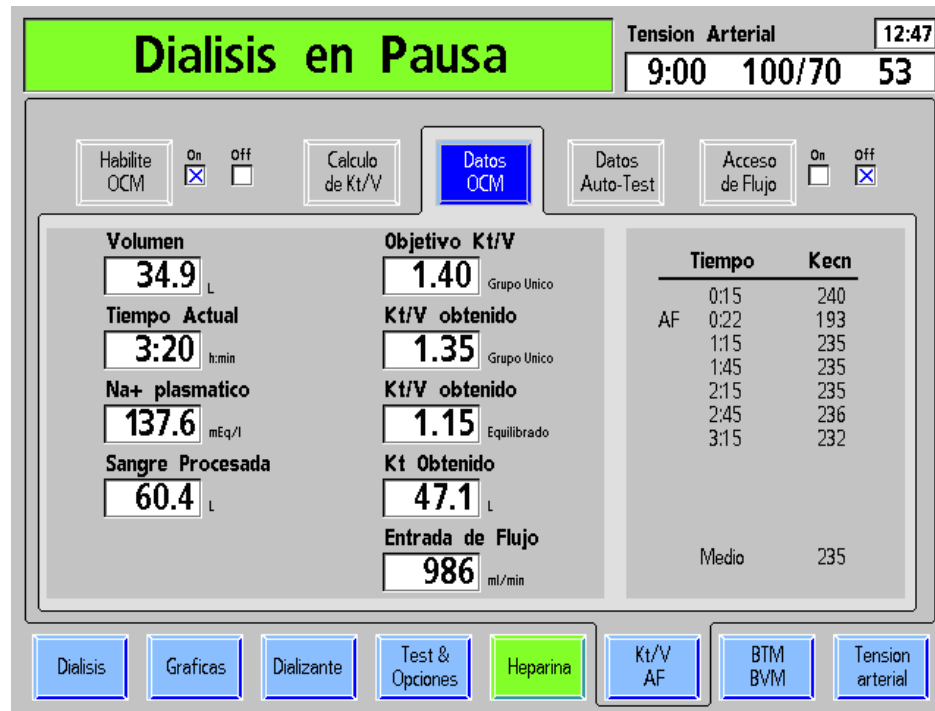 Dialisis en Pausa
Tension Arterial 12:47
9:00 100/70 53
Habilite OCM
On Off
Calculo de Kt/V
Datos OCM
Datos Auto-Test
Acceso de Flujo
On Off
Volumen
34.9 L
Tiempo Actual
3:20 h:min
Na+ plasmatico
137.6 mEq/l
Sangre Procesada
60.4 L
Objetivo Kt/V
1.40 Grupo Unico
Kt/V obtenido
1.35 Grupo Unico
Kt/V obtenido
1.15 Equilibrado
Kt Obtenido
47.1 L
Entrada de Flujo
986 ml/min
Tiempo Kecn
0:15 240
AF 0:22 193
1:15 235
1:45 235
2:15 235
2:45 236
3:15 232
Medio 235
Dialisis
Graficas
Dializante
Test & Opciones
Heparina
Kt/V AF
BTM BVM
Tension arterial